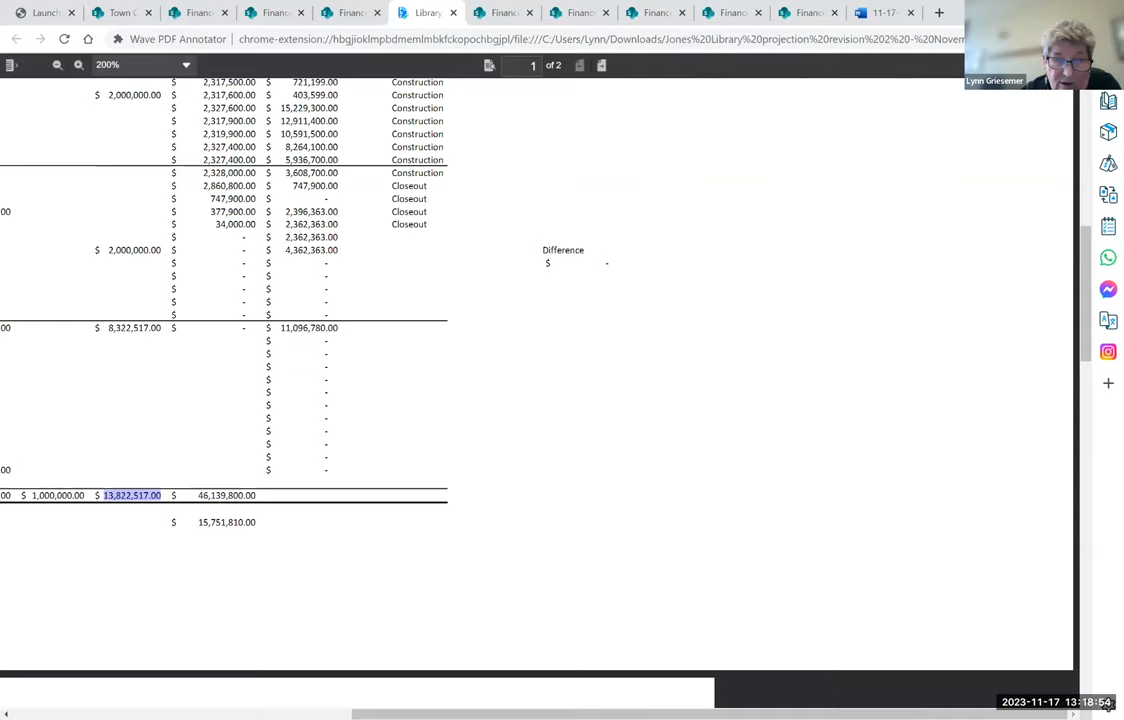 Launch × Town C × Finance × Finance × Finance × Library × Finance × Finance × Finance × Finance × Finance × 11-17- × +
Wave PDF Annotator | chrome-extension://hbgjioklmpbdmemlmbkfckopochbgjpl/file:///C:/Users/Lynn/Downloads/Jones%20Library%20projection%20revision%202%20-%20Novem
200% 1 of 2
Lynn Griesemer
$ 2,317,500.00 $ 721,199.00 Construction
$ 2,000,000.00 $ 2,317,600.00 $ 403,599.00 Construction
$ 2,327,600.00 $ 15,229,300.00 Construction
$ 2,317,900.00 $ 12,911,400.00 Construction
$ 2,319,900.00 $ 10,591,500.00 Construction
$ 2,327,400.00 $ 8,264,100.00 Construction
$ 2,327,400.00 $ 5,936,700.00 Construction
$ 2,328,000.00 $ 3,608,700.00 Construction
$ 2,860,800.00 $ 747,900.00 Closeout
$ 747,900.00 $ - Closeout
00 $ 377,900.00 $ 2,396,363.00 Closeout
$ 34,000.00 $ 2,362,363.00 Closeout
$ - $ 2,362,363.00
$ 2,000,000.00 $ - $ 4,362,363.00 Difference
$ - $ - $ -
$ - $ -
$ - $ -
$ - $ -
$ - $ -
00 $ 8,322,517.00 $ - $ 11,096,780.00
$ -
$ -
$ -
$ -
$ -
$ -
$ -
$ -
$ -
$ -
00 $ -
00 $ 1,000,000.00 $ 13,822,517.00 $ 46,139,800.00
$ 15,751,810.00
2023-11-17 13:18:54